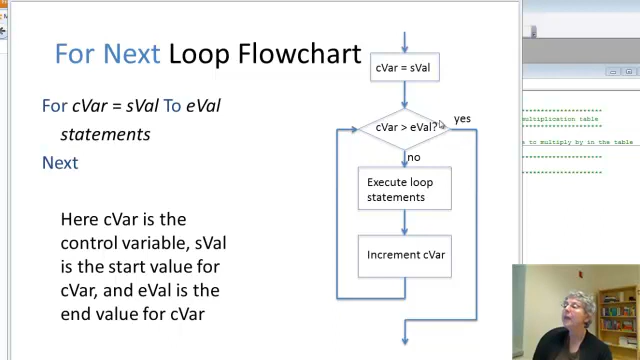 For Next Loop Flowchart
For cVar = sVal To eVal
statements
Next
Here cVar is the
control variable, sVal
is the start value for
cVar, and eVal is the
end value for cVar
cVar = sVal
cVar > eVal?
yes
no
Execute loop
statements
Increment cVar
multiplication table
e to multiply by in the table